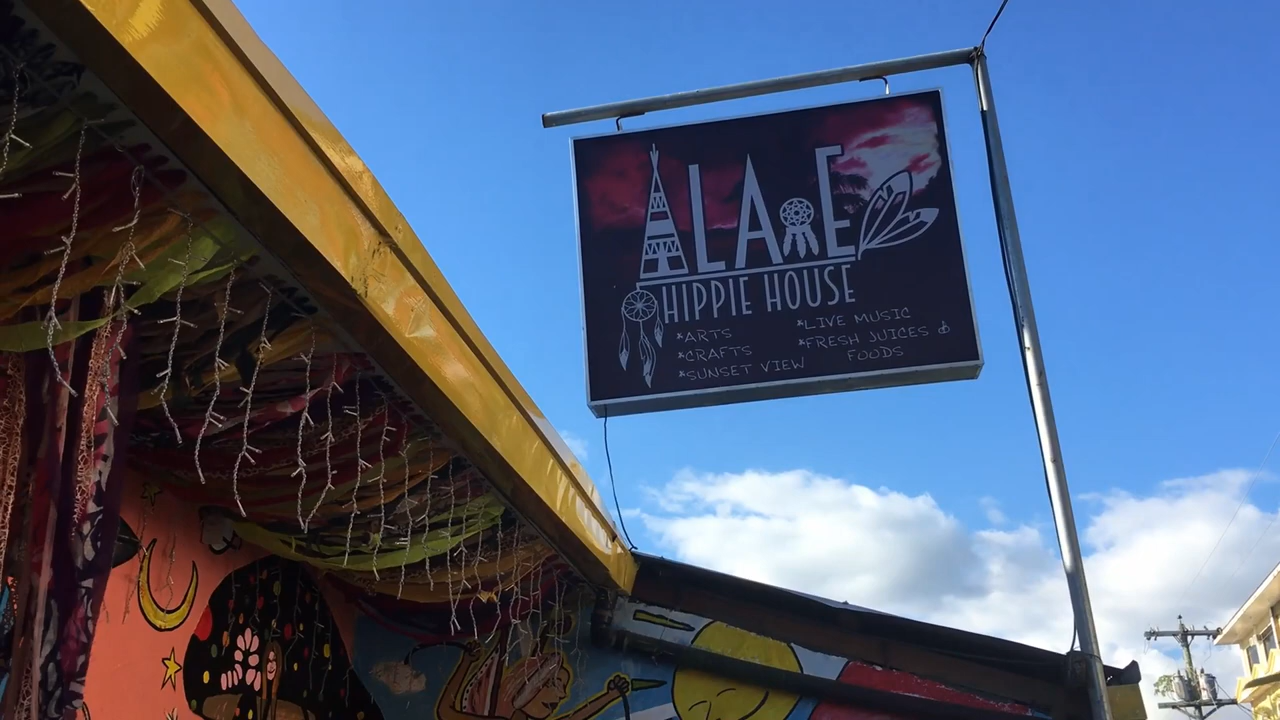 ALAE
HIPPIE HOUSE
*ARTS
*CRAFTS
*SUNSET VIEW
*LIVE MUSIC
*FRESH JUICES &
FOODS